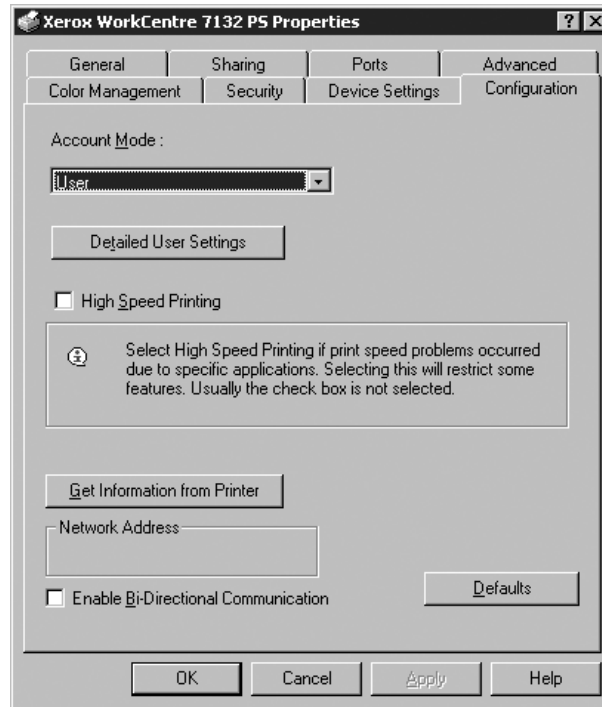 Xerox WorkCentre 7132 PS Properties
General Sharing Ports Advanced
Color Management Security Device Settings Configuration
Account Mode :
User
Detailed User Settings
High Speed Printing
Select High Speed Printing if print speed problems occurred
due to specific applications. Selecting this will restrict some
features. Usually the check box is not selected.
Get Information from Printer
Network Address
Enable Bi-Directional Communication
Defaults
OK Cancel Apply Help